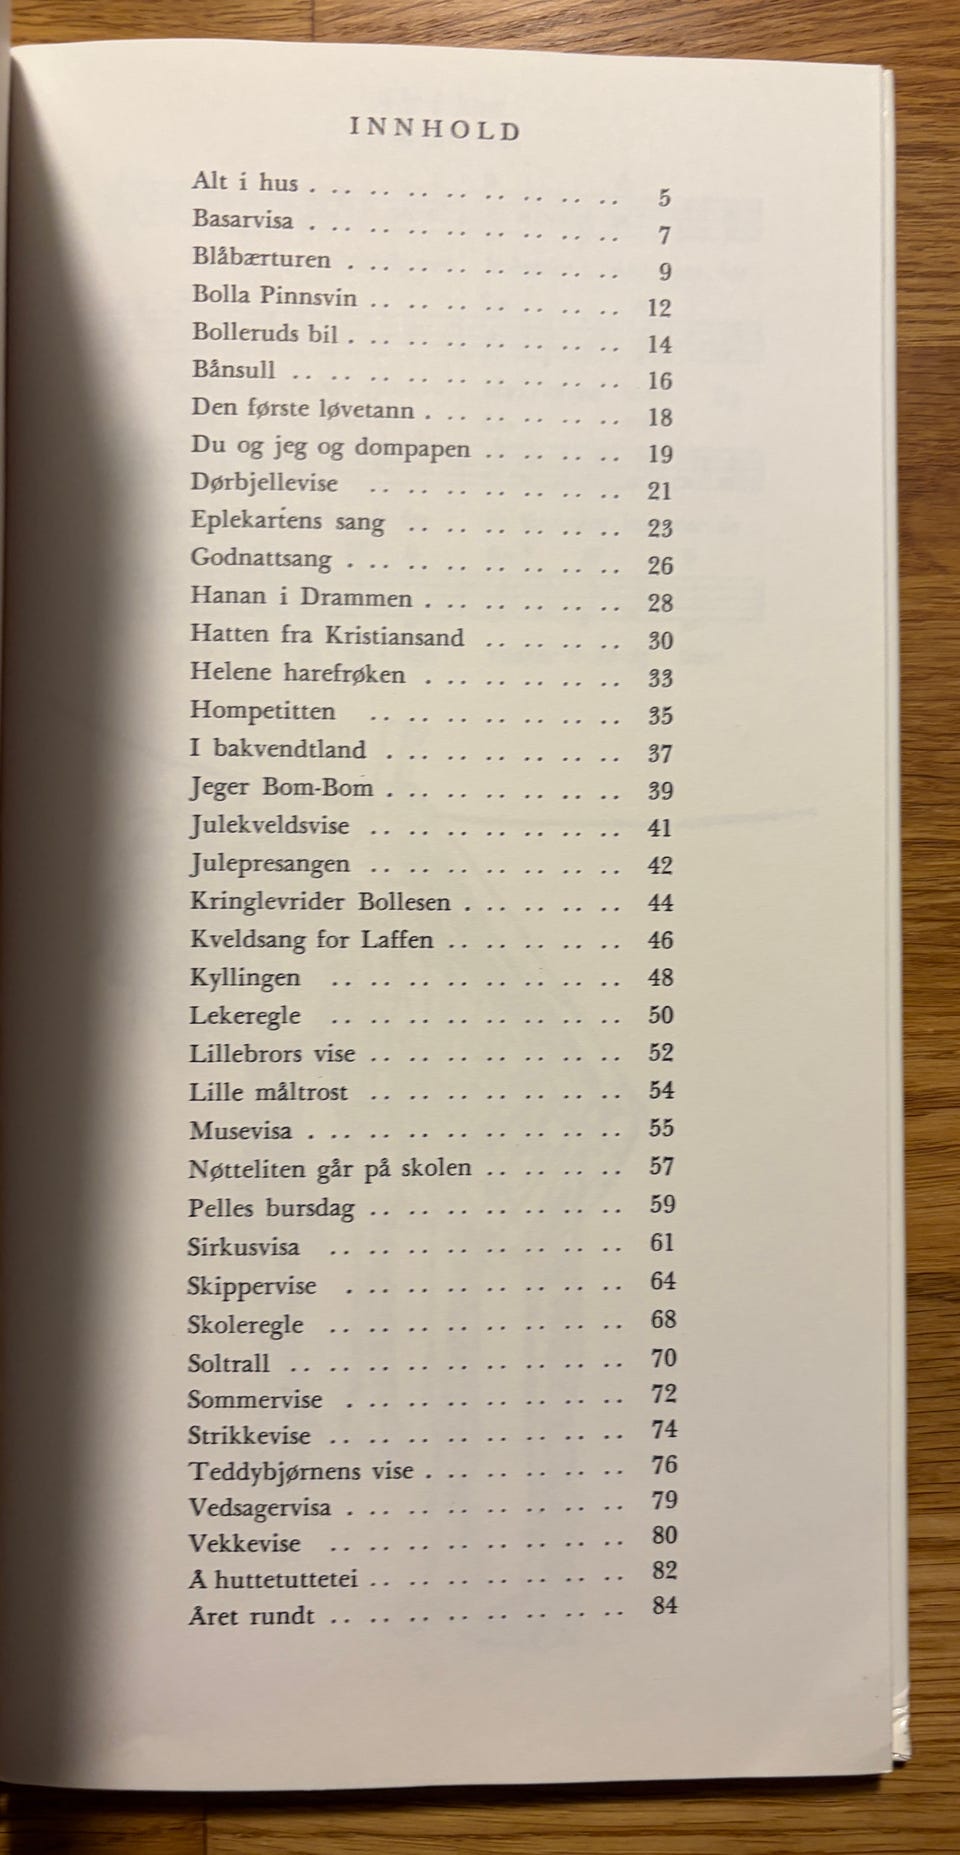 INNHOLD
Alt i hus . .. .. .. .. .. .. .. .. 5
Basarvisa . .. .. .. .. .. .. .. .. 7
Blåbærturen . .. .. .. .. .. .. .. 9
Bolla Pinnsvin .. .. .. .. .. .. .. 12
Bolleruds bil . .. .. .. .. .. .. .. 14
Bånsull .. .. .. .. .. .. .. .. .. 16
Den første løvetann . .. .. .. .. .. 18
Du og jeg og dompapen .. .. .. .. 19
Dørbjellevise .. .. .. .. .. .. .. 21
Eplekartens sang .. .. .. .. .. .. 23
Godnattsang . .. .. .. .. .. .. .. 26
Hanan i Drammen . .. .. .. .. .. 28
Hatten fra Kristiansand .. .. .. .. 30
Helene harefrøken . .. .. .. .. .. 33
Hompetitten .. .. .. .. .. .. .. 35
I bakvendtland . .. .. .. .. .. .. 37
Jeger Bom-Bom . .. .. .. .. .. .. 39
Julekveldsvise .. .. .. .. .. .. .. 41
Julepresangen .. .. .. .. .. .. .. 42
Kringlevrider Bollesen . .. .. .. .. 44
Kveldsang for Laffen .. .. .. .. .. 46
Kyllingen .. .. .. .. .. .. .. .. 48
Lekeregle .. .. .. .. .. .. .. .. 50
Lillebrors vise .. .. .. .. .. .. .. 52
Lille måltrost .. .. .. .. .. .. .. 54
Musevisa . .. .. .. .. .. .. .. .. 55
Nøtteliten går på skolen .. .. .. .. 57
Pelles bursdag .. .. .. .. .. .. .. 59
Sirkusvisa .. .. .. .. .. .. .. .. 61
Skippervise . .. .. .. .. .. .. .. 64
Skoleregle .. .. .. .. .. .. .. .. 68
Soltrall .. .. .. .. .. .. .. .. .. 70
Sommervise . .. .. .. .. .. .. .. 72
Strikkevise .. .. .. .. .. .. .. .. 74
Teddybjørnens vise . .. .. .. .. .. 76
Vedsagervisa . .. .. .. .. .. .. .. 79
Vekkevise .. .. .. .. .. .. .. .. 80
Å huttetuttetei .. .. .. .. .. .. .. 82
Året rundt .. .. .. .. .. .. .. .. 84